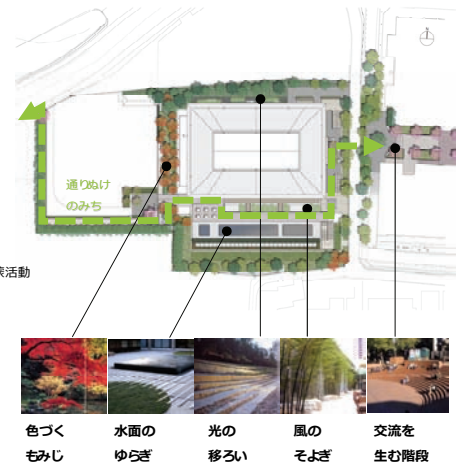 通りぬけ
のみち
活動
色づく
もみじ
水面の
ゆらぎ
光の
移ろい
風の
そよぎ
交流を
生む階段